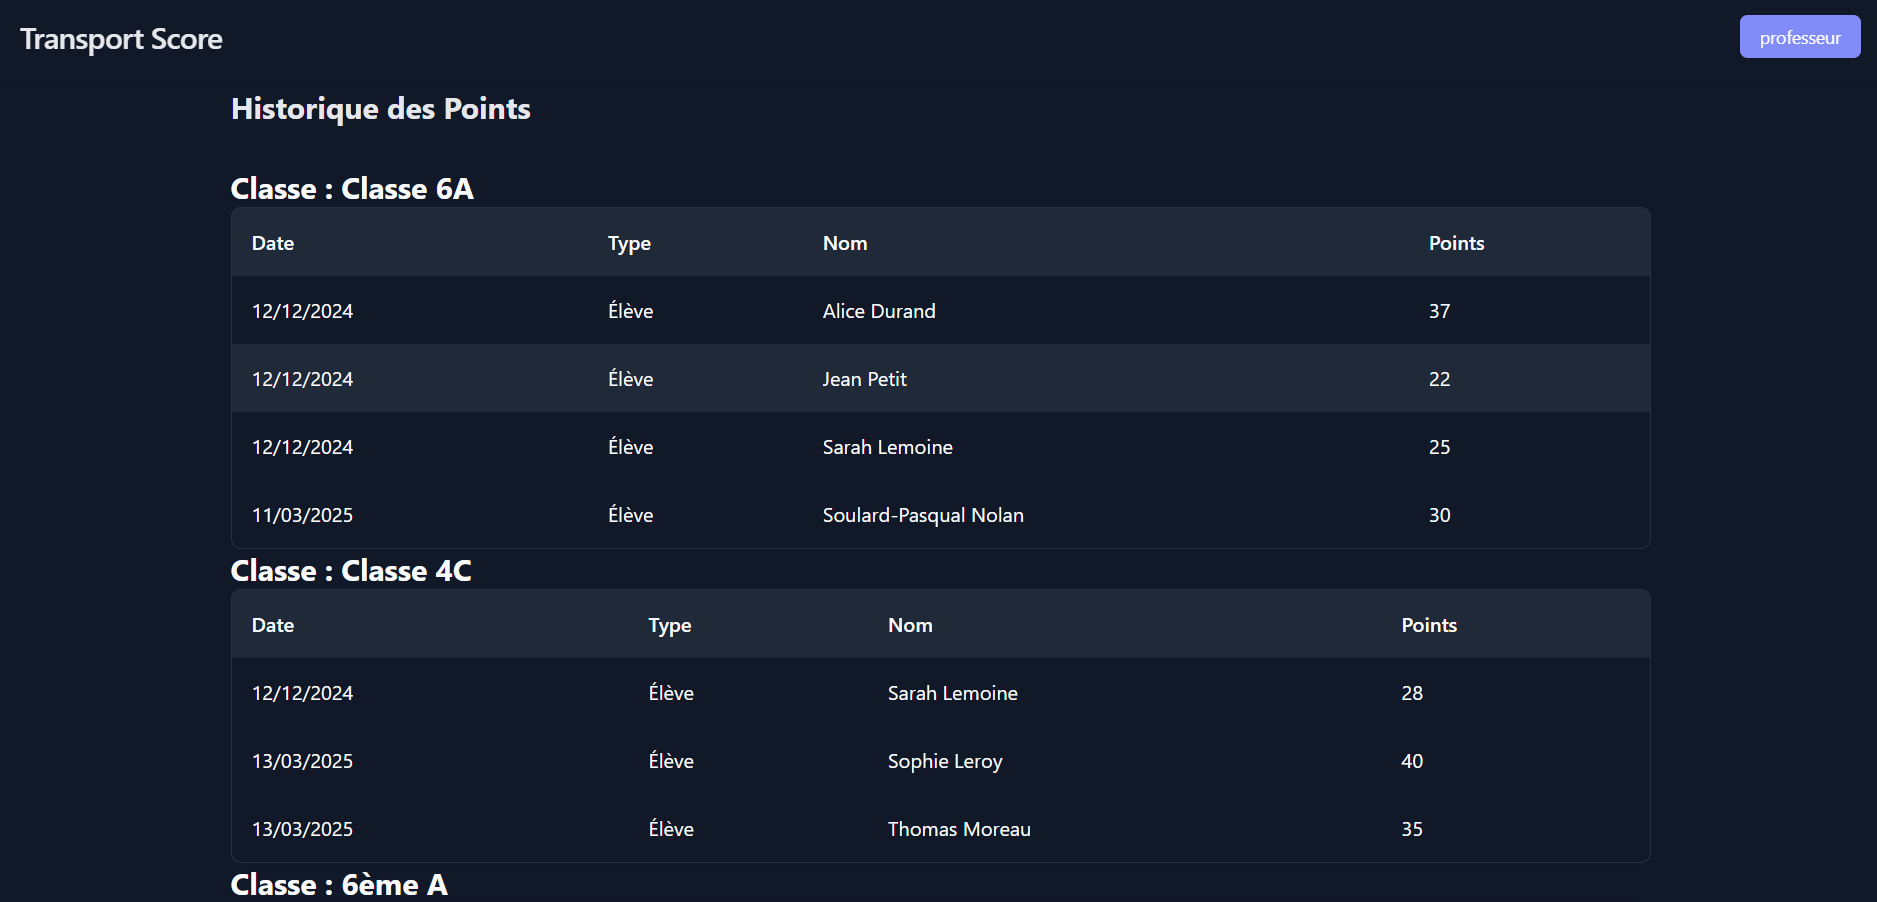 Transport Score
professeur
Historique des Points
Classe : Classe 6A
Date Type Nom Points
12/12/2024 Élève Alice Durand 37
12/12/2024 Élève Jean Petit 22
12/12/2024 Élève Sarah Lemoine 25
11/03/2025 Élève Soulard-Pasqual Nolan 30
Classe : Classe 4C
Date Type Nom Points
12/12/2024 Élève Sarah Lemoine 28
13/03/2025 Élève Sophie Leroy 40
13/03/2025 Élève Thomas Moreau 35
Classe : 6ème A